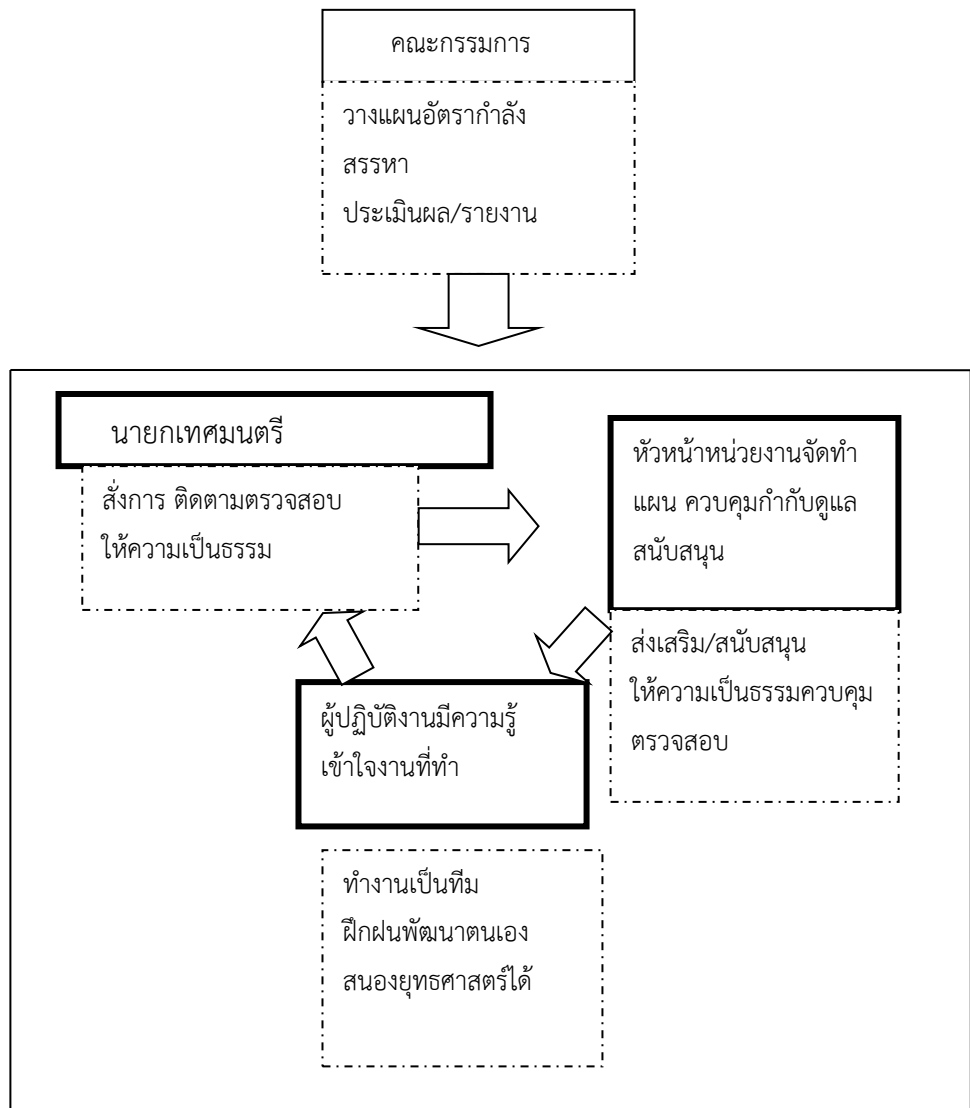 คณะกรรมการ
วางแผนอัตรากำลัง
สรรหา
ประเมินผล/รายงาน
นายกเทศมนตรี
สั่งการ ติดตามตรวจสอบ
ให้ความเป็นธรรม
หัวหน้าหน่วยงานจัดทำ
แผน ควบคุมกำกับดูแล
สนับสนุน
ส่งเสริม/สนับสนุน
ให้ความเป็นธรรมควบคุม
ตรวจสอบ
ผู้ปฏิบัติงานมีความรู้
เข้าใจงานที่ทำ
ทำงานเป็นทีม
ฝึกฝนพัฒนาตนเอง
สนองยุทธศาสตร์ได้